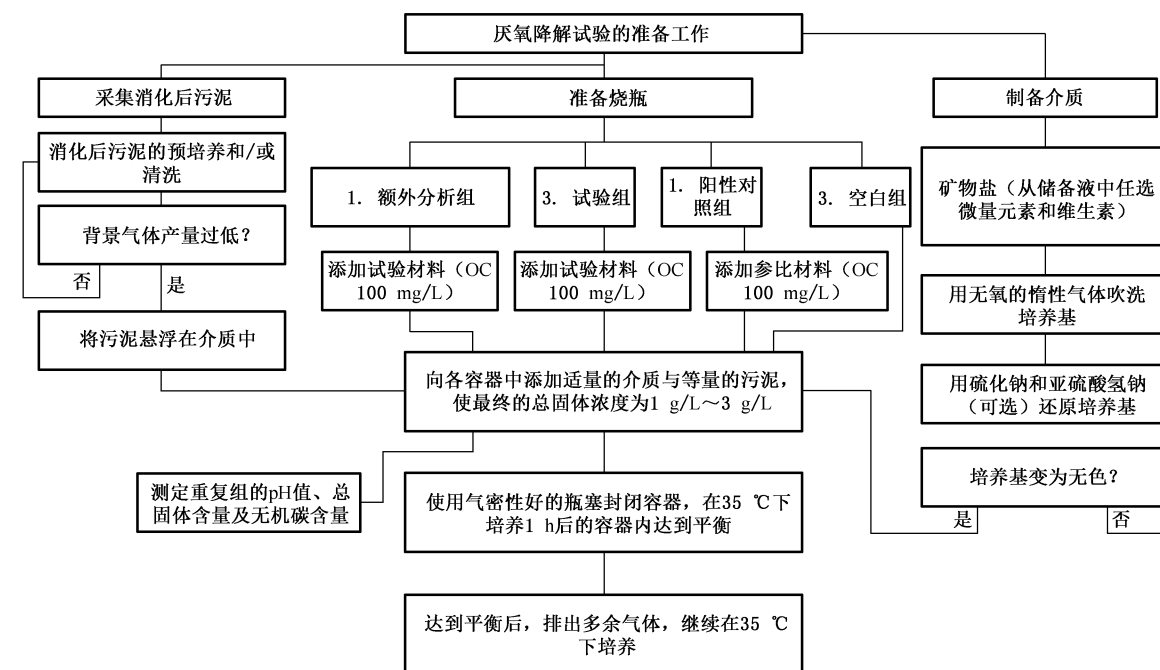 厌氧降解试验的准备工作
采集消化后污泥
准备烧瓶
制备介质
消化后污泥的预培养和/或
清洗
背景气体产量过低?
否
是
将污泥悬浮在介质中
1. 额外分析组
3. 试验组
1. 阳性对
照组
3. 空白组
添加试验材料（OC
100 mg/L）
添加试验材料（OC
100 mg/L）
添加参比材料（OC
100 mg/L）
矿物盐（从储备液中任选
微量元素和维生素）
用无氧的惰性气体吹洗
培养基
用硫化钠和亚硫酸氢钠
（可选）还原培养基
培养基变为无色?
是
否
向各容器中添加适量的介质与等量的污泥，
使最终的总固体浓度为1 g/L～3 g/L
测定重复组的pH值、总
固体含量及无机碳含量
使用气密性好的瓶塞封闭容器，在35 ℃下
培养1 h后的容器内达到平衡
达到平衡后，排出多余气体，继续在35 ℃
下培养